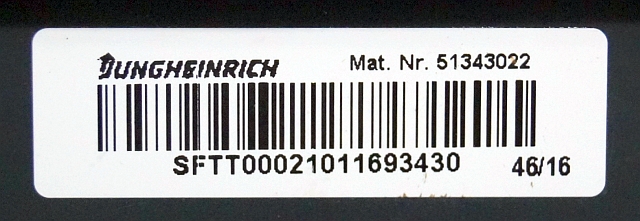 JUNGHEINRICH Mat. Nr. 51343022
SFTT00021011693430 46/16